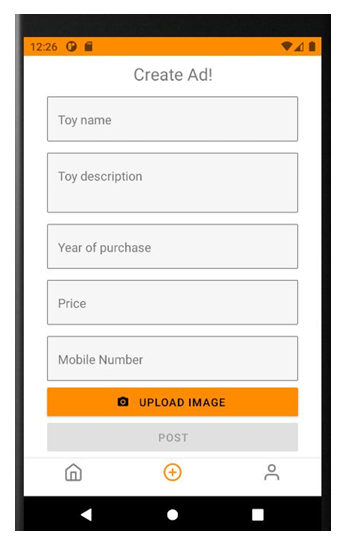 12:26
Create Ad!
Toy name
Toy description
Year of purchase
Price
Mobile Number
UPLOAD IMAGE
POST